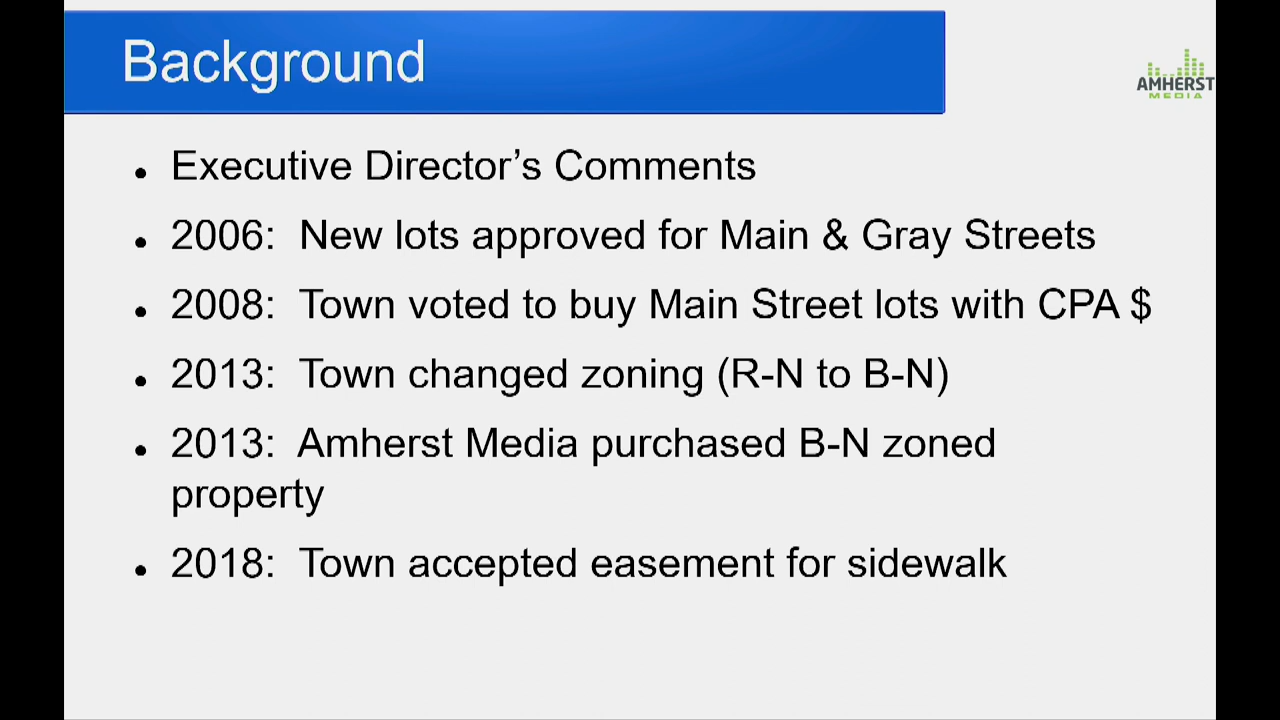 Background
AMHERST
MEDIA
Executive Director’s Comments
2006: New lots approved for Main & Gray Streets
2008: Town voted to buy Main Street lots with CPA $
2013: Town changed zoning (R-N to B-N)
2013: Amherst Media purchased B-N zoned
property
2018: Town accepted easement for sidewalk